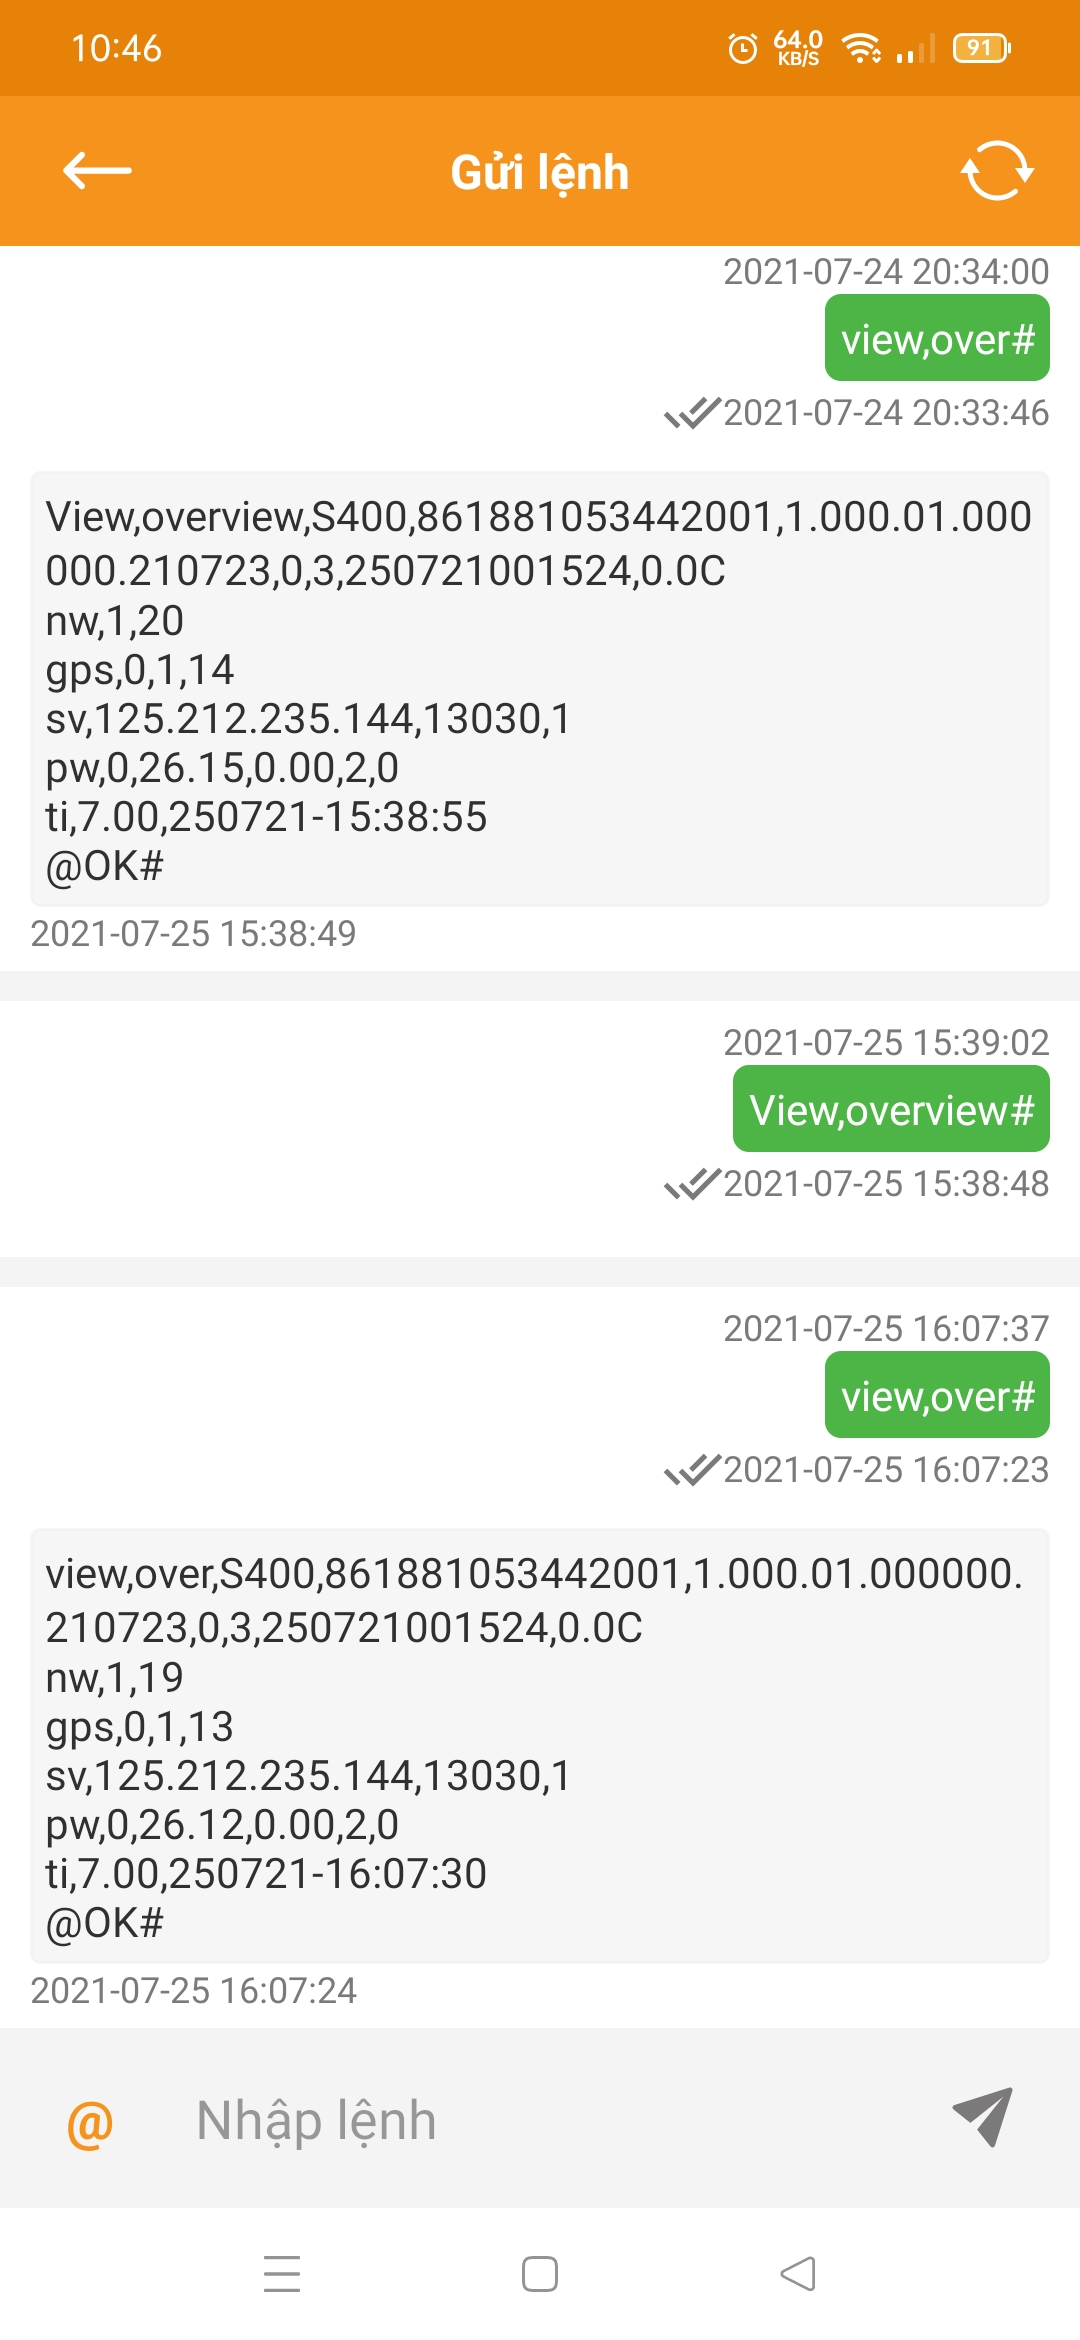 10:46
64.0
KB/S
91
Gửi lệnh
2021-07-24 20:34:00
view,over#
2021-07-24 20:33:46
View,overview,S400,861881053442001,1.000.01.000
000.210723,0,3,250721001524,0.0C
nw,1,20
gps,0,1,14
sv,125.212.235.144,13030,1
pw,0,26.15,0.00,2,0
ti,7.00,250721-15:38:55
@OK#
2021-07-25 15:38:49
2021-07-25 15:39:02
View,overview#
2021-07-25 15:38:48
2021-07-25 16:07:37
view,over#
2021-07-25 16:07:23
view,over,S400,861881053442001,1.000.01.000000.
210723,0,3,250721001524,0.0C
nw,1,19
gps,0,1,13
sv,125.212.235.144,13030,1
pw,0,26.12,0.00,2,0
ti,7.00,250721-16:07:30
@OK#
2021-07-25 16:07:24
@ Nhập lệnh